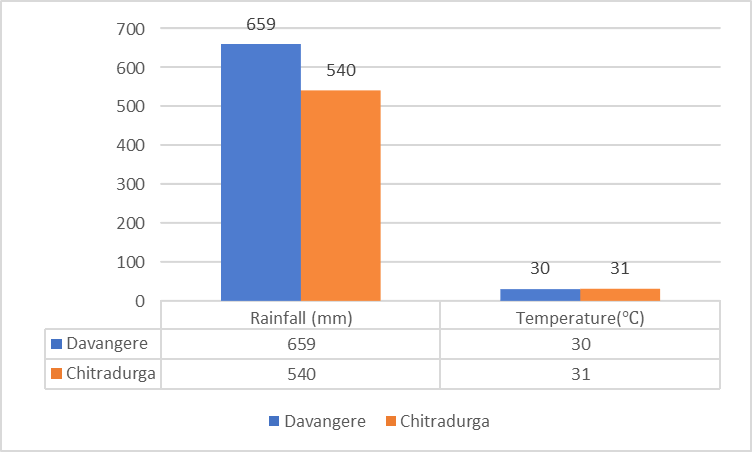 700
659
600
540
500
400
300
200
100
30
31
0
Rainfall (mm)
Temperature(℃)
Davangere 659 30
Chitradurga 540 31
Davangere Chitradurga